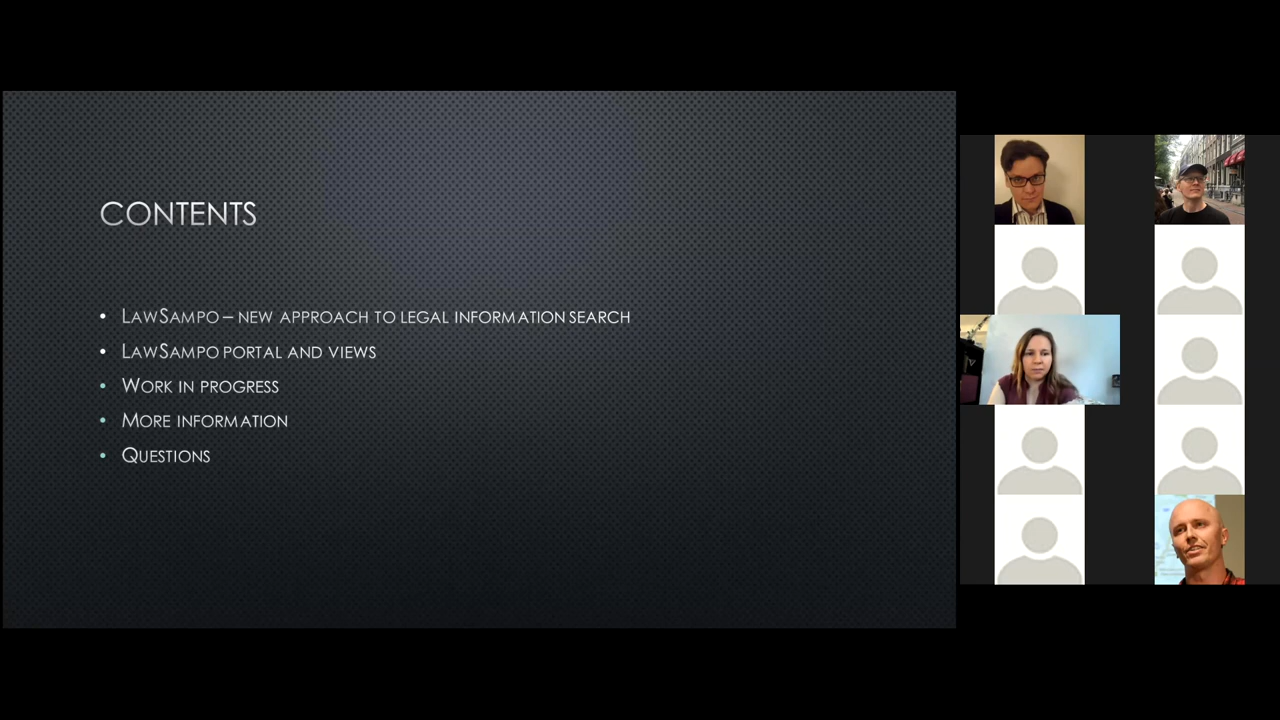 CONTENTS
• LAWSAMPO – NEW APPROACH TO LEGAL INFORMATION SEARCH
• LAWSAMPO PORTAL AND VIEWS
• WORK IN PROGRESS
• MORE INFORMATION
• QUESTIONS